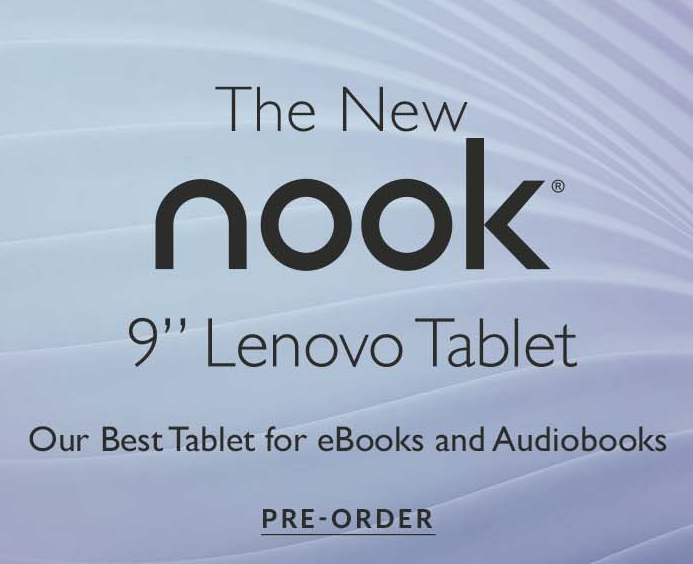 The New
nook®
9” Lenovo Tablet
Our Best Tablet for eBooks and Audiobooks
PRE-ORDER